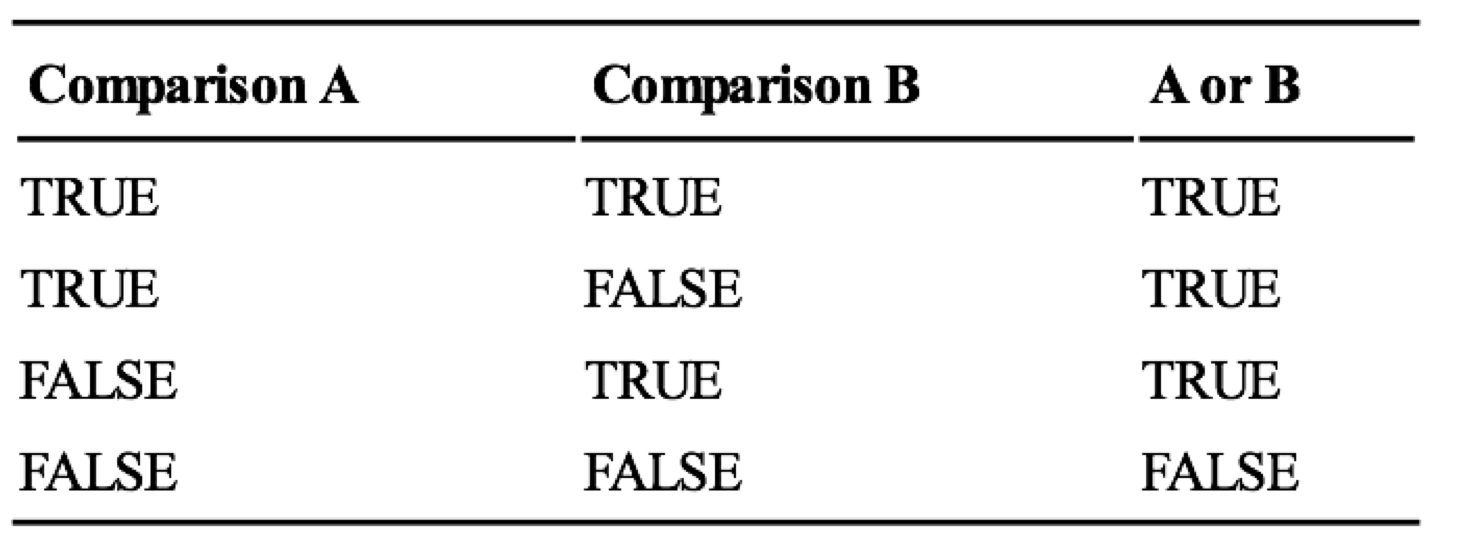 Comparison A Comparison B A or B
TRUE TRUE TRUE
TRUE FALSE TRUE
FALSE TRUE TRUE
FALSE FALSE FALSE